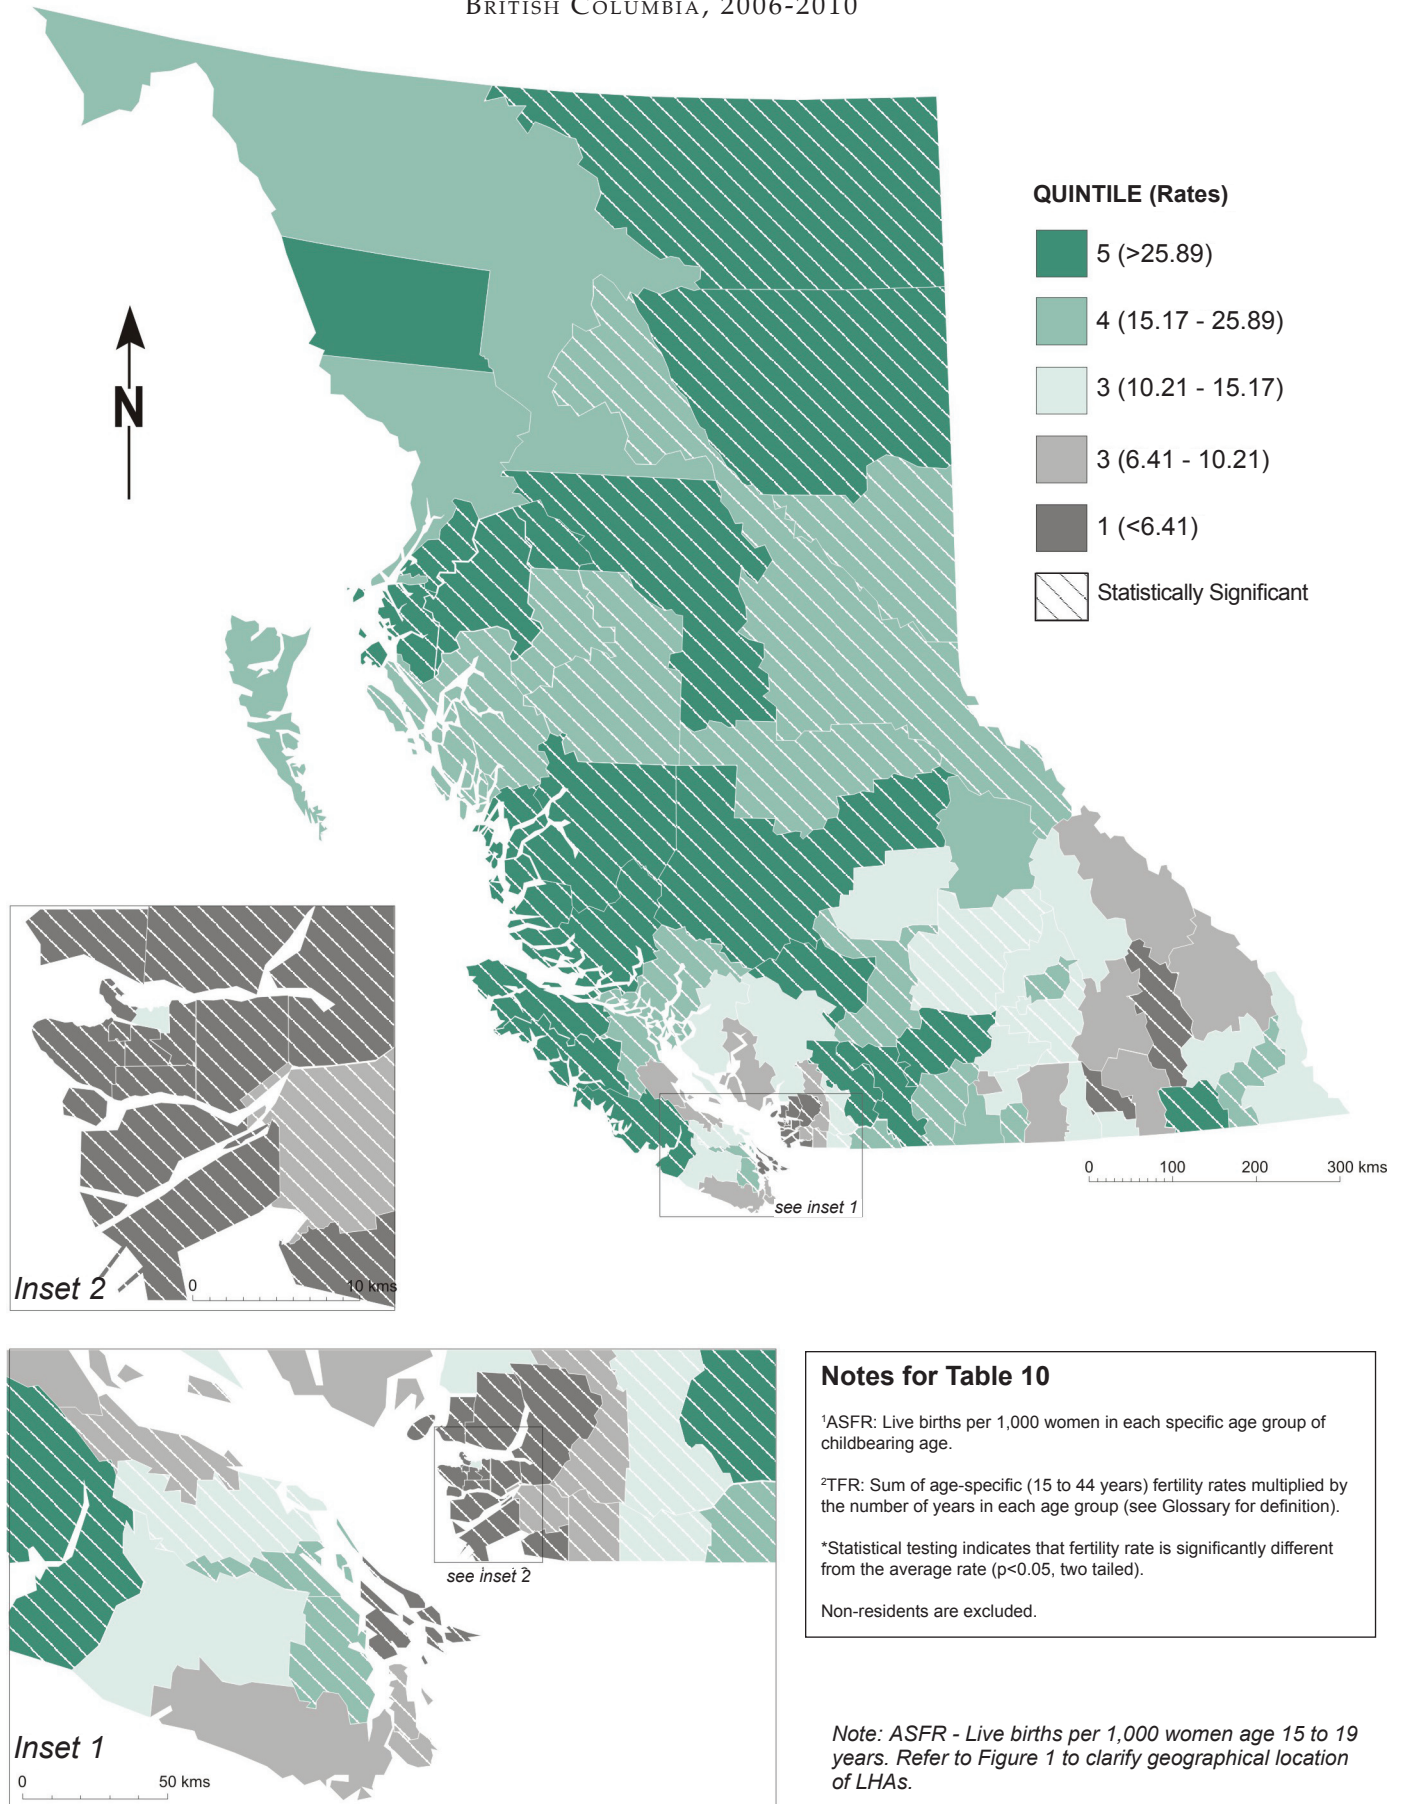 British Columbia, 2006-2010
QUINTILE (Rates)
5 (>25.89)
4 (15.17 - 25.89)
3 (10.21 - 15.17)
3 (6.41 - 10.21)
1 (<6.41)
Statistically Significant
N
0 100 200 300 kms
see inset 1
Inset 2
0 10 kms
see inset 2
Inset 1
0 50 kms
Notes for Table 10
¹ASFR: Live births per 1,000 women in each specific age group of
childbearing age.
²TFR: Sum of age-specific (15 to 44 years) fertility rates multiplied by
the number of years in each age group (see Glossary for definition).
*Statistical testing indicates that fertility rate is significantly different
from the average rate (p<0.05, two tailed).
Non-residents are excluded.
Note: ASFR - Live births per 1,000 women age 15 to 19
years. Refer to Figure 1 to clarify geographical location
of LHAs.